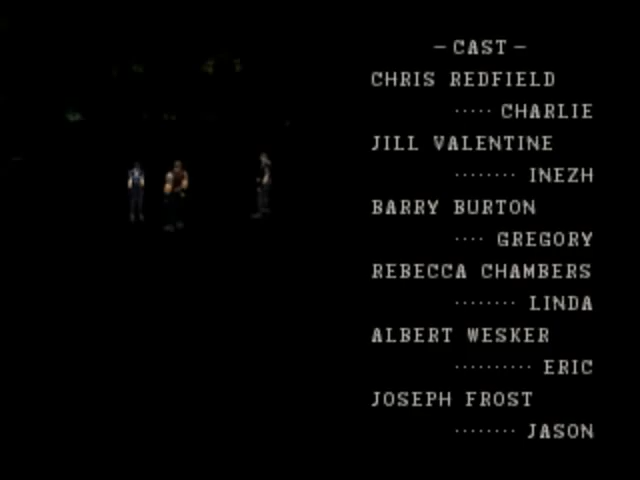 -CAST-
CHRIS REDFIELD
····· CHARLIE
JILL VALENTINE
········ INEZH
BARRY BURTON
···· GREGORY
REBECCA CHAMBERS
········ LINDA
ALBERT WESKER
·········· ERIC
JOSEPH FROST
········ JASON